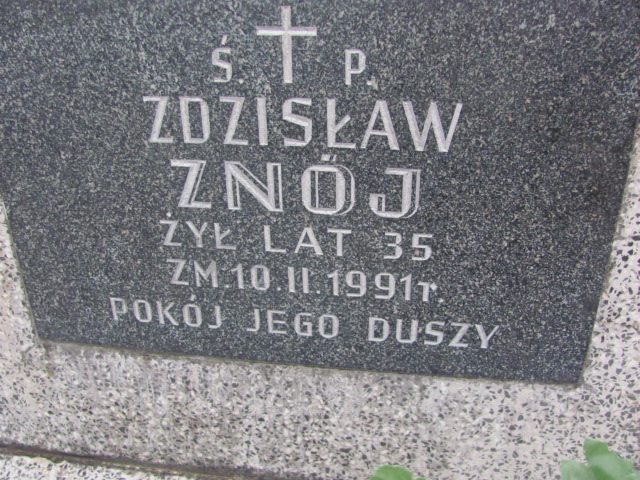 Ś. P.
ZDZISŁAW
ZNÓJ
ŻYŁ LAT 35
ZM. 10. II. 1991r.
POKÓJ JEGO DUSZY